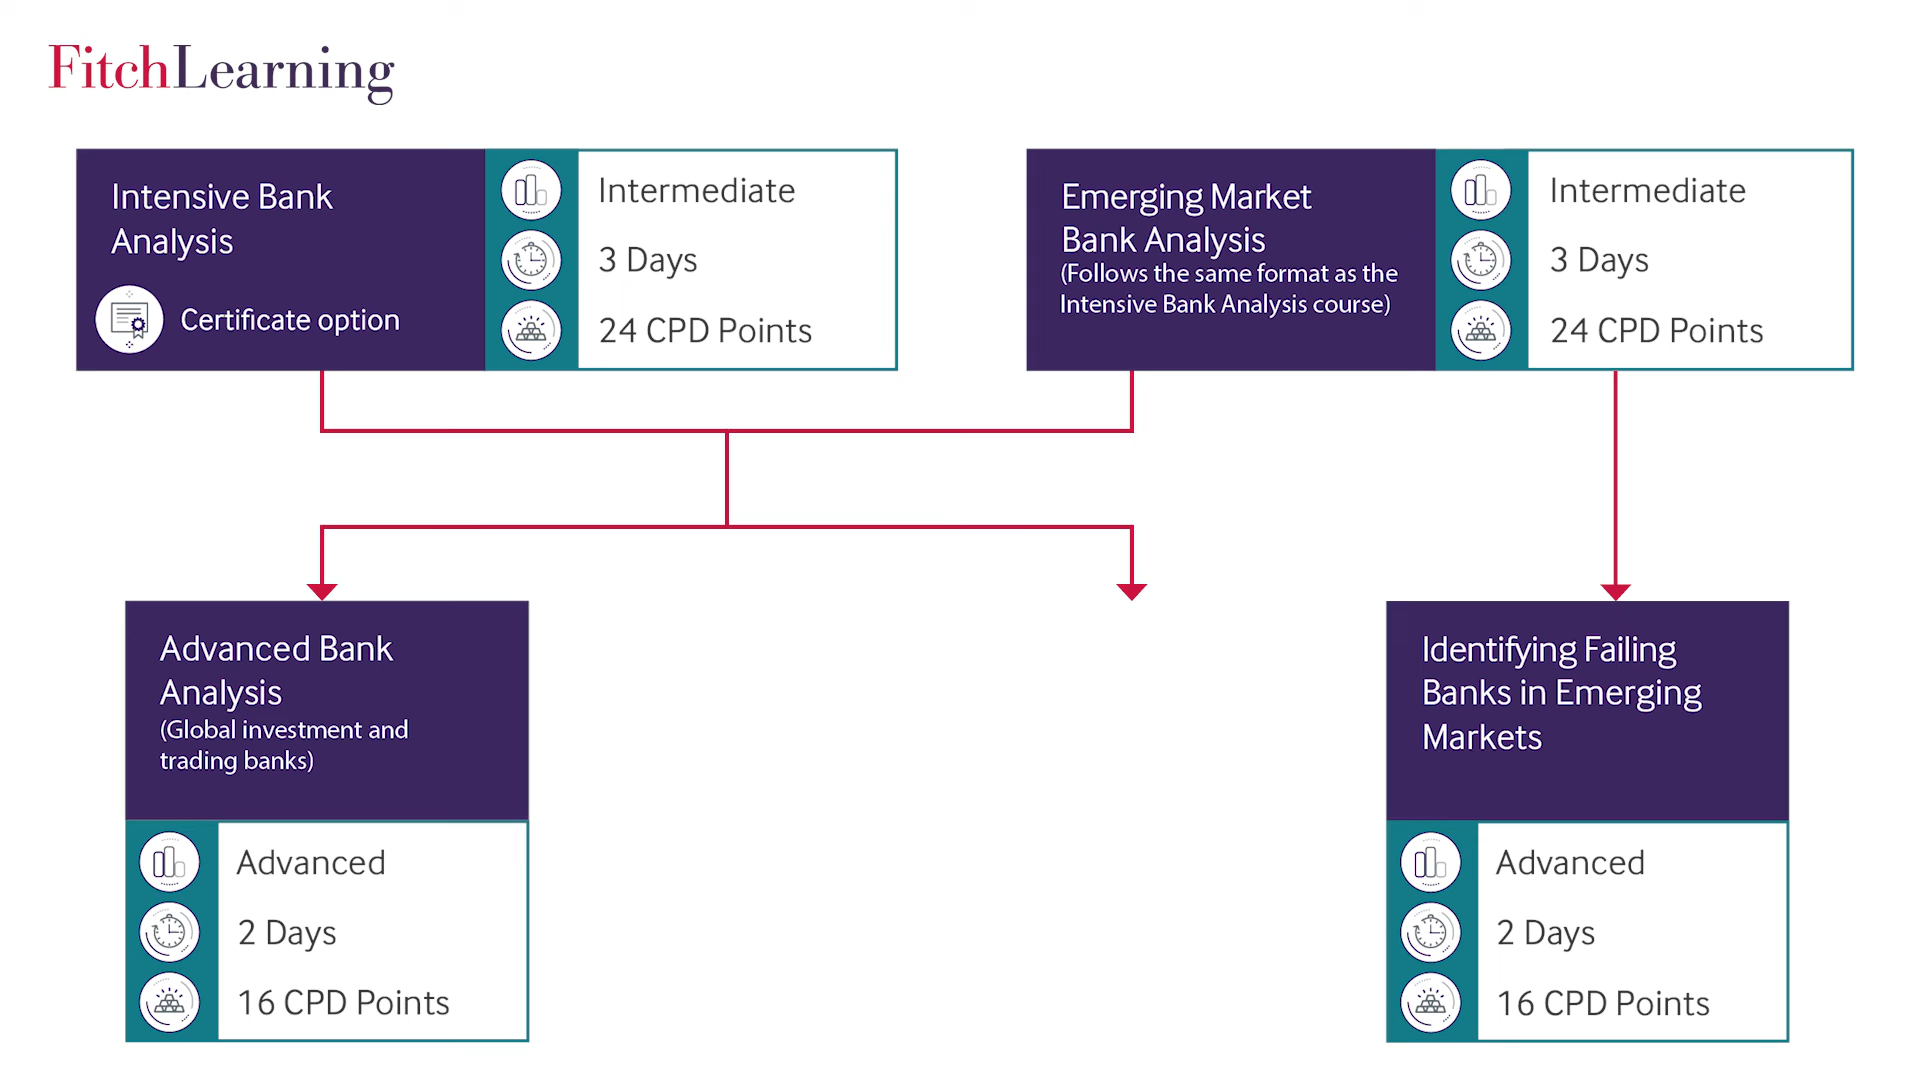 FitchLearning
Intensive Bank
Analysis
Certificate option
Intermediate
3 Days
24 CPD Points
Emerging Market
Bank Analysis
(Follows the same format as the
Intensive Bank Analysis course)
Intermediate
3 Days
24 CPD Points
Advanced Bank
Analysis
(Global investment and
trading banks)
Advanced
2 Days
16 CPD Points
Identifying Failing
Banks in Emerging
Markets
Advanced
2 Days
16 CPD Points